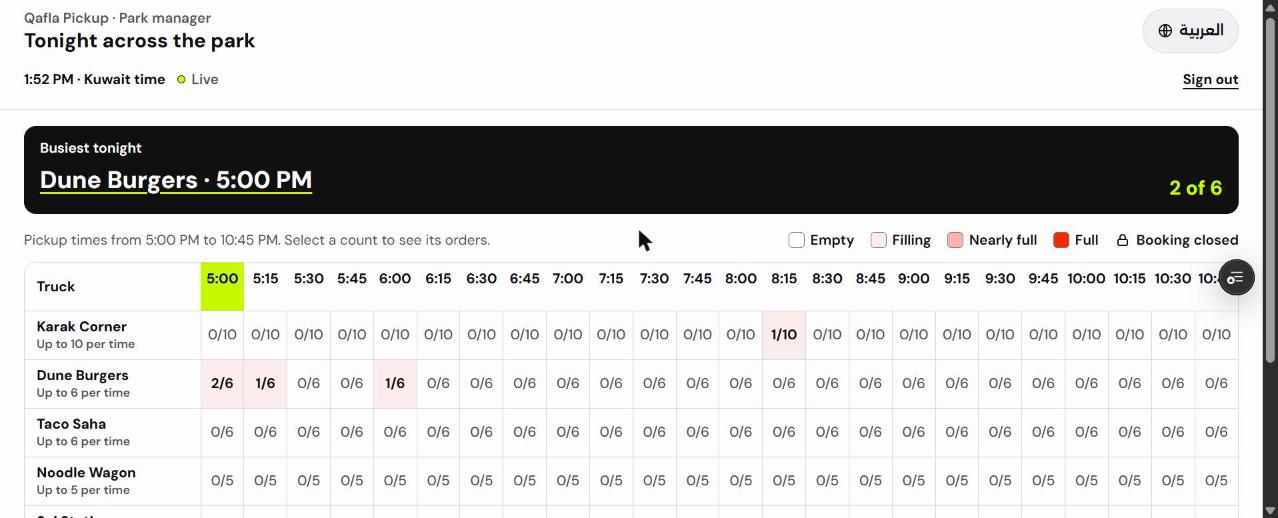 Qafla Pickup · Park manager
Tonight across the park
العربية
1:52 PM · Kuwait time Live
Sign out
Busiest tonight
Dune Burgers · 5:00 PM
2 of 6
Pickup times from 5:00 PM to 10:45 PM. Select a count to see its orders.
Empty Filling Nearly full Full Booking closed
Truck 5:00 5:15 5:30 5:45 6:00 6:15 6:30 6:45 7:00 7:15 7:30 7:45 8:00 8:15 8:30 8:45 9:00 9:15 9:30 9:45 10:00 10:15 10:30
Karak Corner
Up to 10 per time
0/10 0/10 0/10 0/10 0/10 0/10 0/10 0/10 0/10 0/10 0/10 0/10 0/10 1/10 0/10 0/10 0/10 0/10 0/10 0/10 0/10 0/10 0/10 0/10
Dune Burgers
Up to 6 per time
2/6 1/6 0/6 0/6 1/6 0/6 0/6 0/6 0/6 0/6 0/6 0/6 0/6 0/6 0/6 0/6 0/6 0/6 0/6 0/6 0/6 0/6 0/6 0/6
Taco Saha
Up to 6 per time
0/6 0/6 0/6 0/6 0/6 0/6 0/6 0/6 0/6 0/6 0/6 0/6 0/6 0/6 0/6 0/6 0/6 0/6 0/6 0/6 0/6 0/6 0/6 0/6
Noodle Wagon
Up to 5 per time
0/5 0/5 0/5 0/5 0/5 0/5 0/5 0/5 0/5 0/5 0/5 0/5 0/5 0/5 0/5 0/5 0/5 0/5 0/5 0/5 0/5 0/5 0/5 0/5